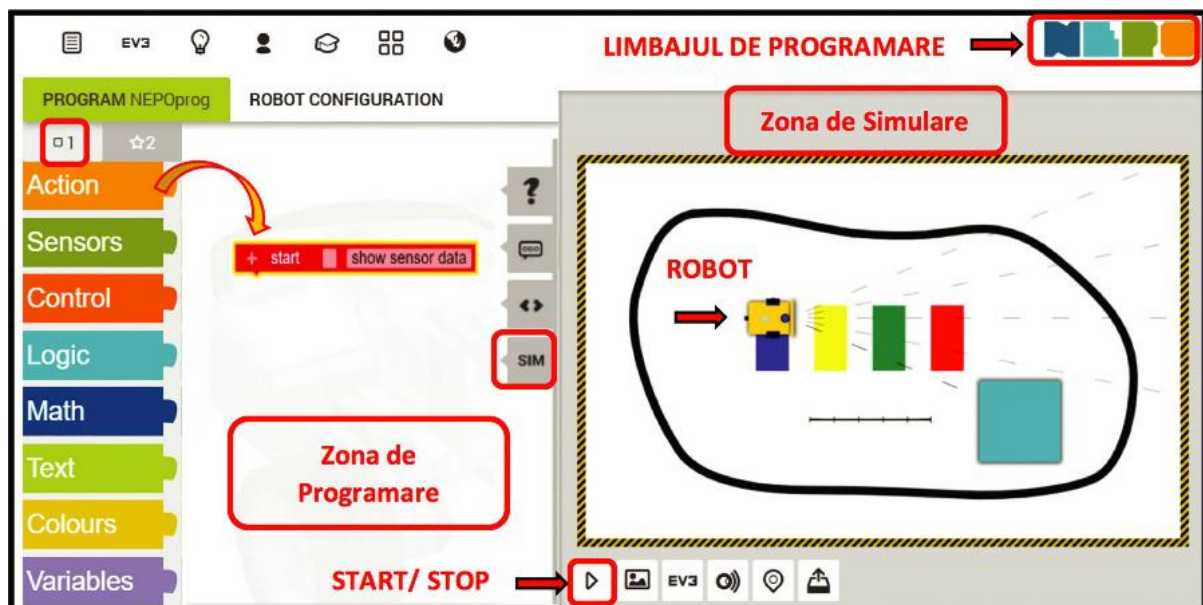 EV3
LIMBAJUL DE PROGRAMARE
NEPO
PROGRAM NEPOprog
ROBOT CONFIGURATION
Zona de Simulare
1
2
Action
Sensors
Control
Logic
Math
Text
Colours
Variables
+ start show sensor data
?
SIM
Zona de
Programare
START/ STOP
ROBOT
EV3